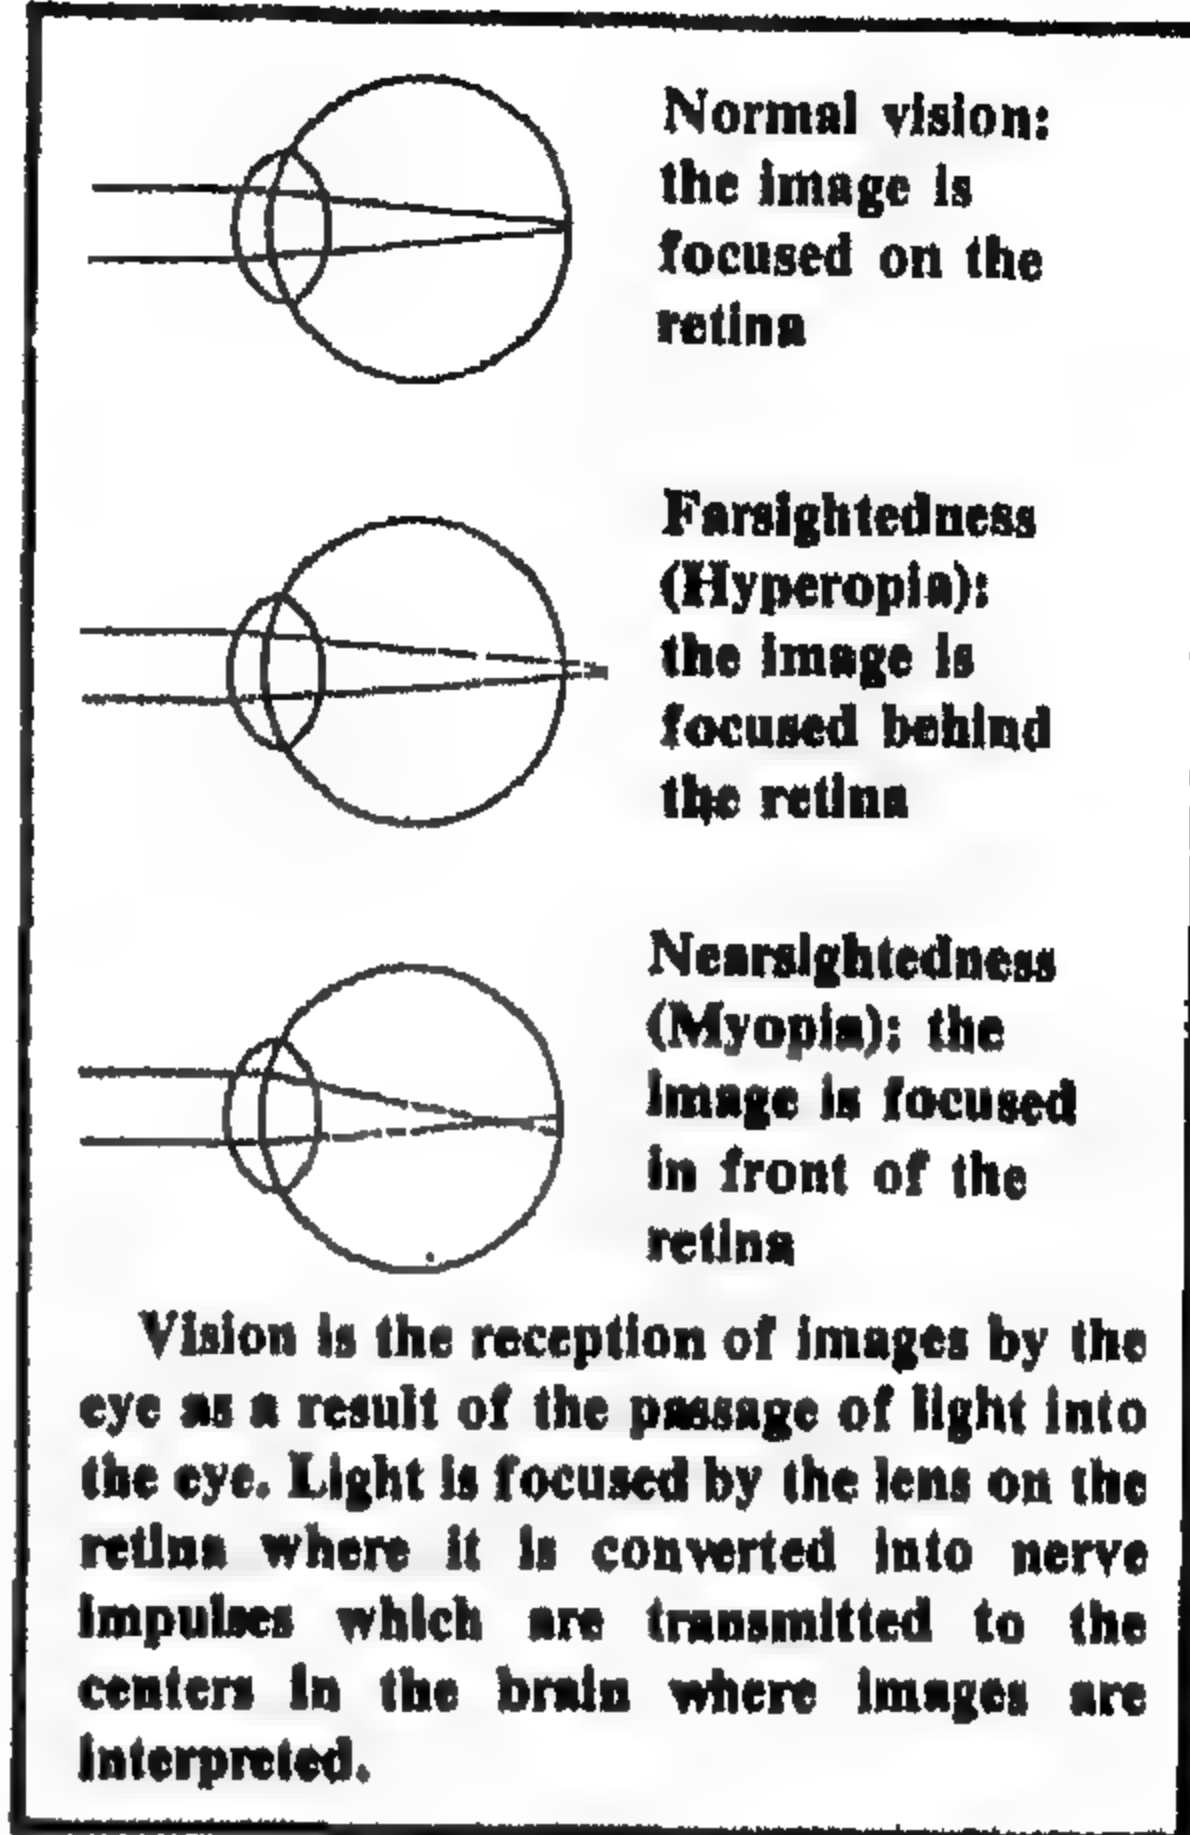 Normal vision:
the image is
focused on the
retina
Farsightedness
(Hyperopia):
the image is
focused behind
the retina
Nearsightedness
(Myopia): the
image is focused
in front of the
retina
Vision is the reception of images by the
eye as a result of the passage of light into
the eye. Light is focused by the lens on the
retina where it is converted into nerve
impulses which are transmitted to the
centers in the brain where images are
interpreted.